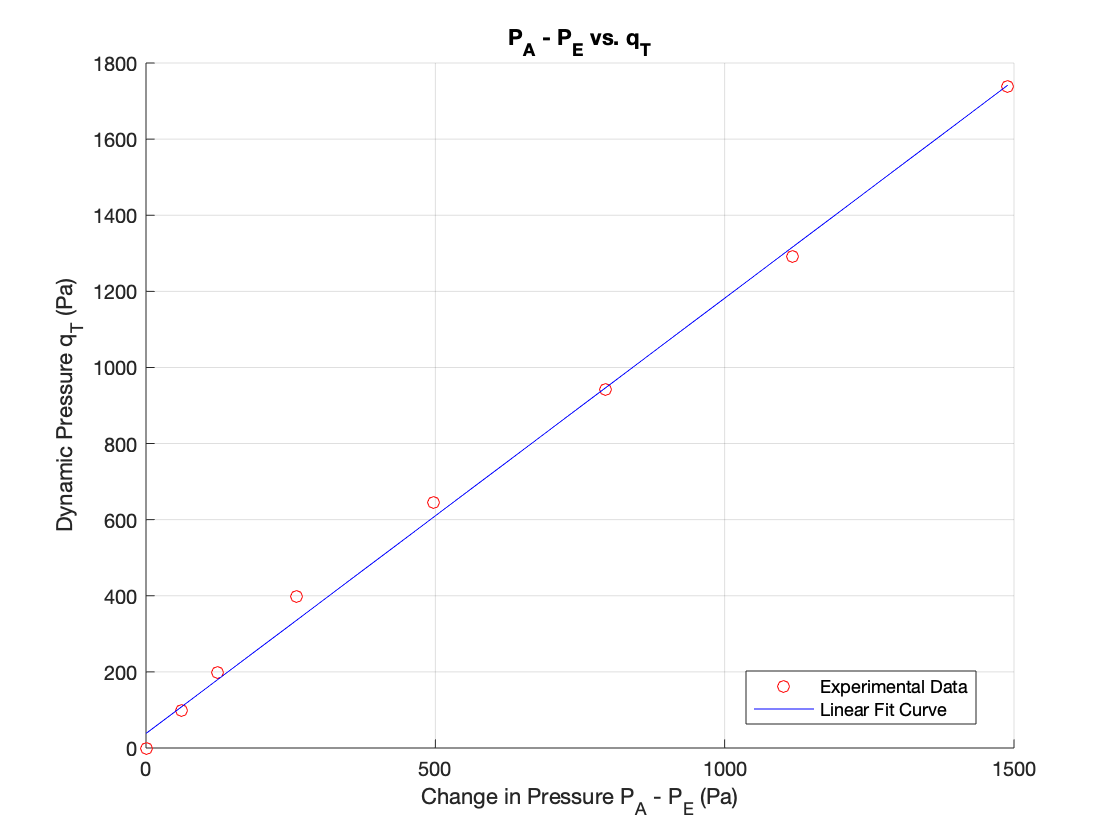 P_A - P_E vs. q_T
1800
1600
1400
1200
1000
800
600
400
200
0
0 500 1000 1500
Dynamic Pressure q_T (Pa)
Change in Pressure P_A - P_E (Pa)
Experimental Data
Linear Fit Curve